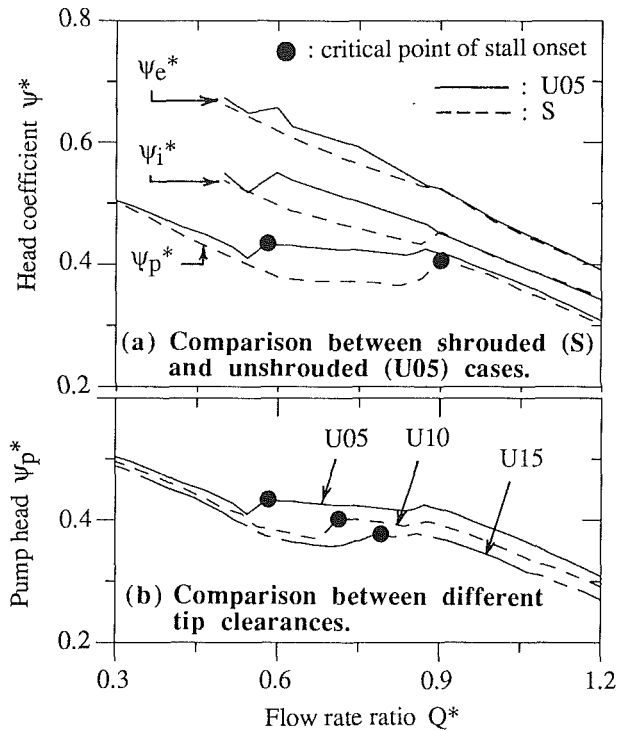 0.8
● : critical point of stall onset
ψe*
—— : U05
– – – : S
0.6
ψi*
Head coefficient ψ*
0.4
ψp*
(a) Comparison between shrouded (S)
and unshrouded (U05) cases.
0.2
U05
U10
U15
Pump head ψp*
0.4
(b) Comparison between different
tip clearances.
0.2
0.3 0.6 0.9 1.2
Flow rate ratio Q*